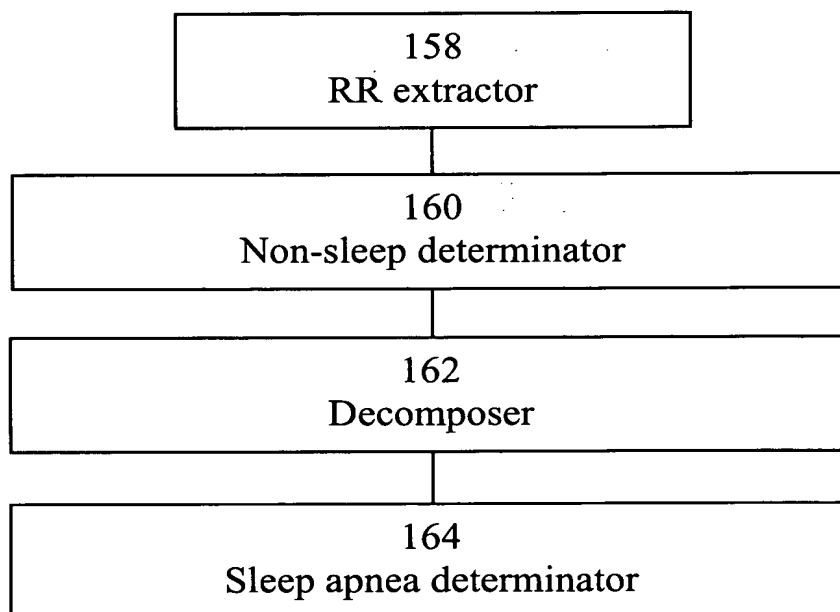 158
RR extractor
160
Non-sleep determinator
162
Decomposer
164
Sleep apnea determinator